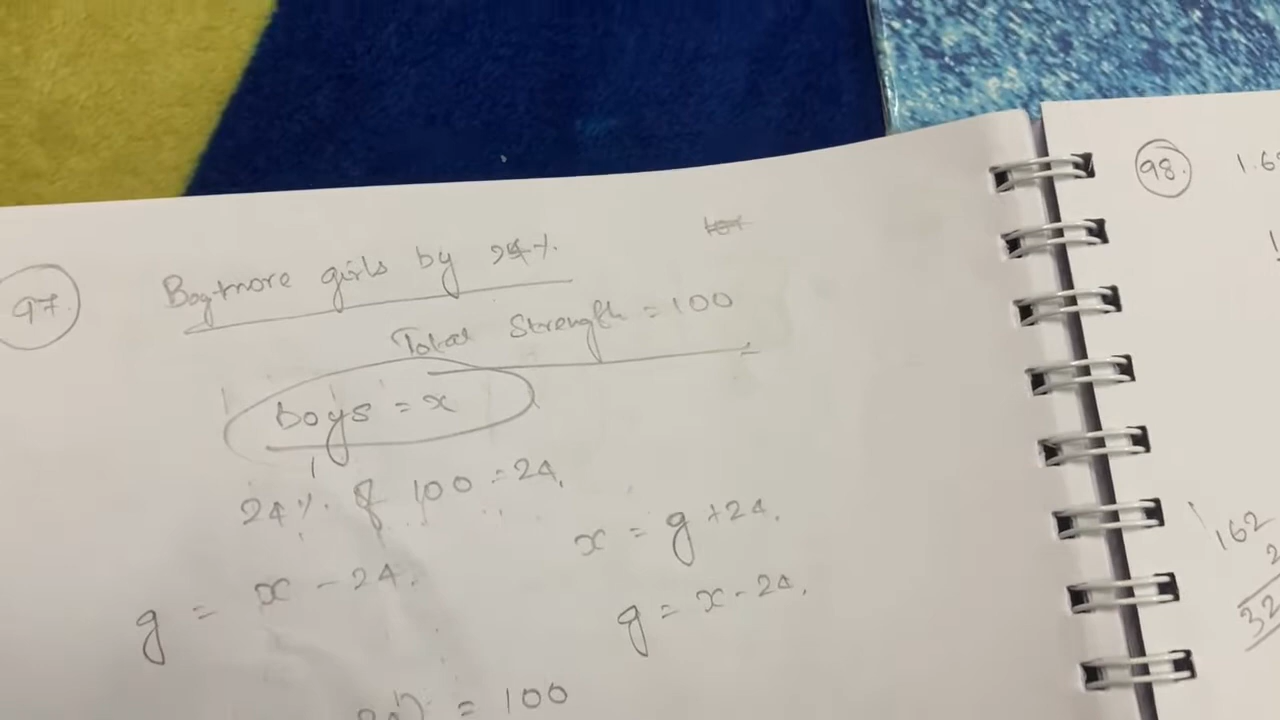 97.
Boys more girls by 24%.
Total Strength = 100
Boys = x
24% of 100 = 24.
x = g + 24.
g = x - 24.
g = x - 24.
= 100
98.
162